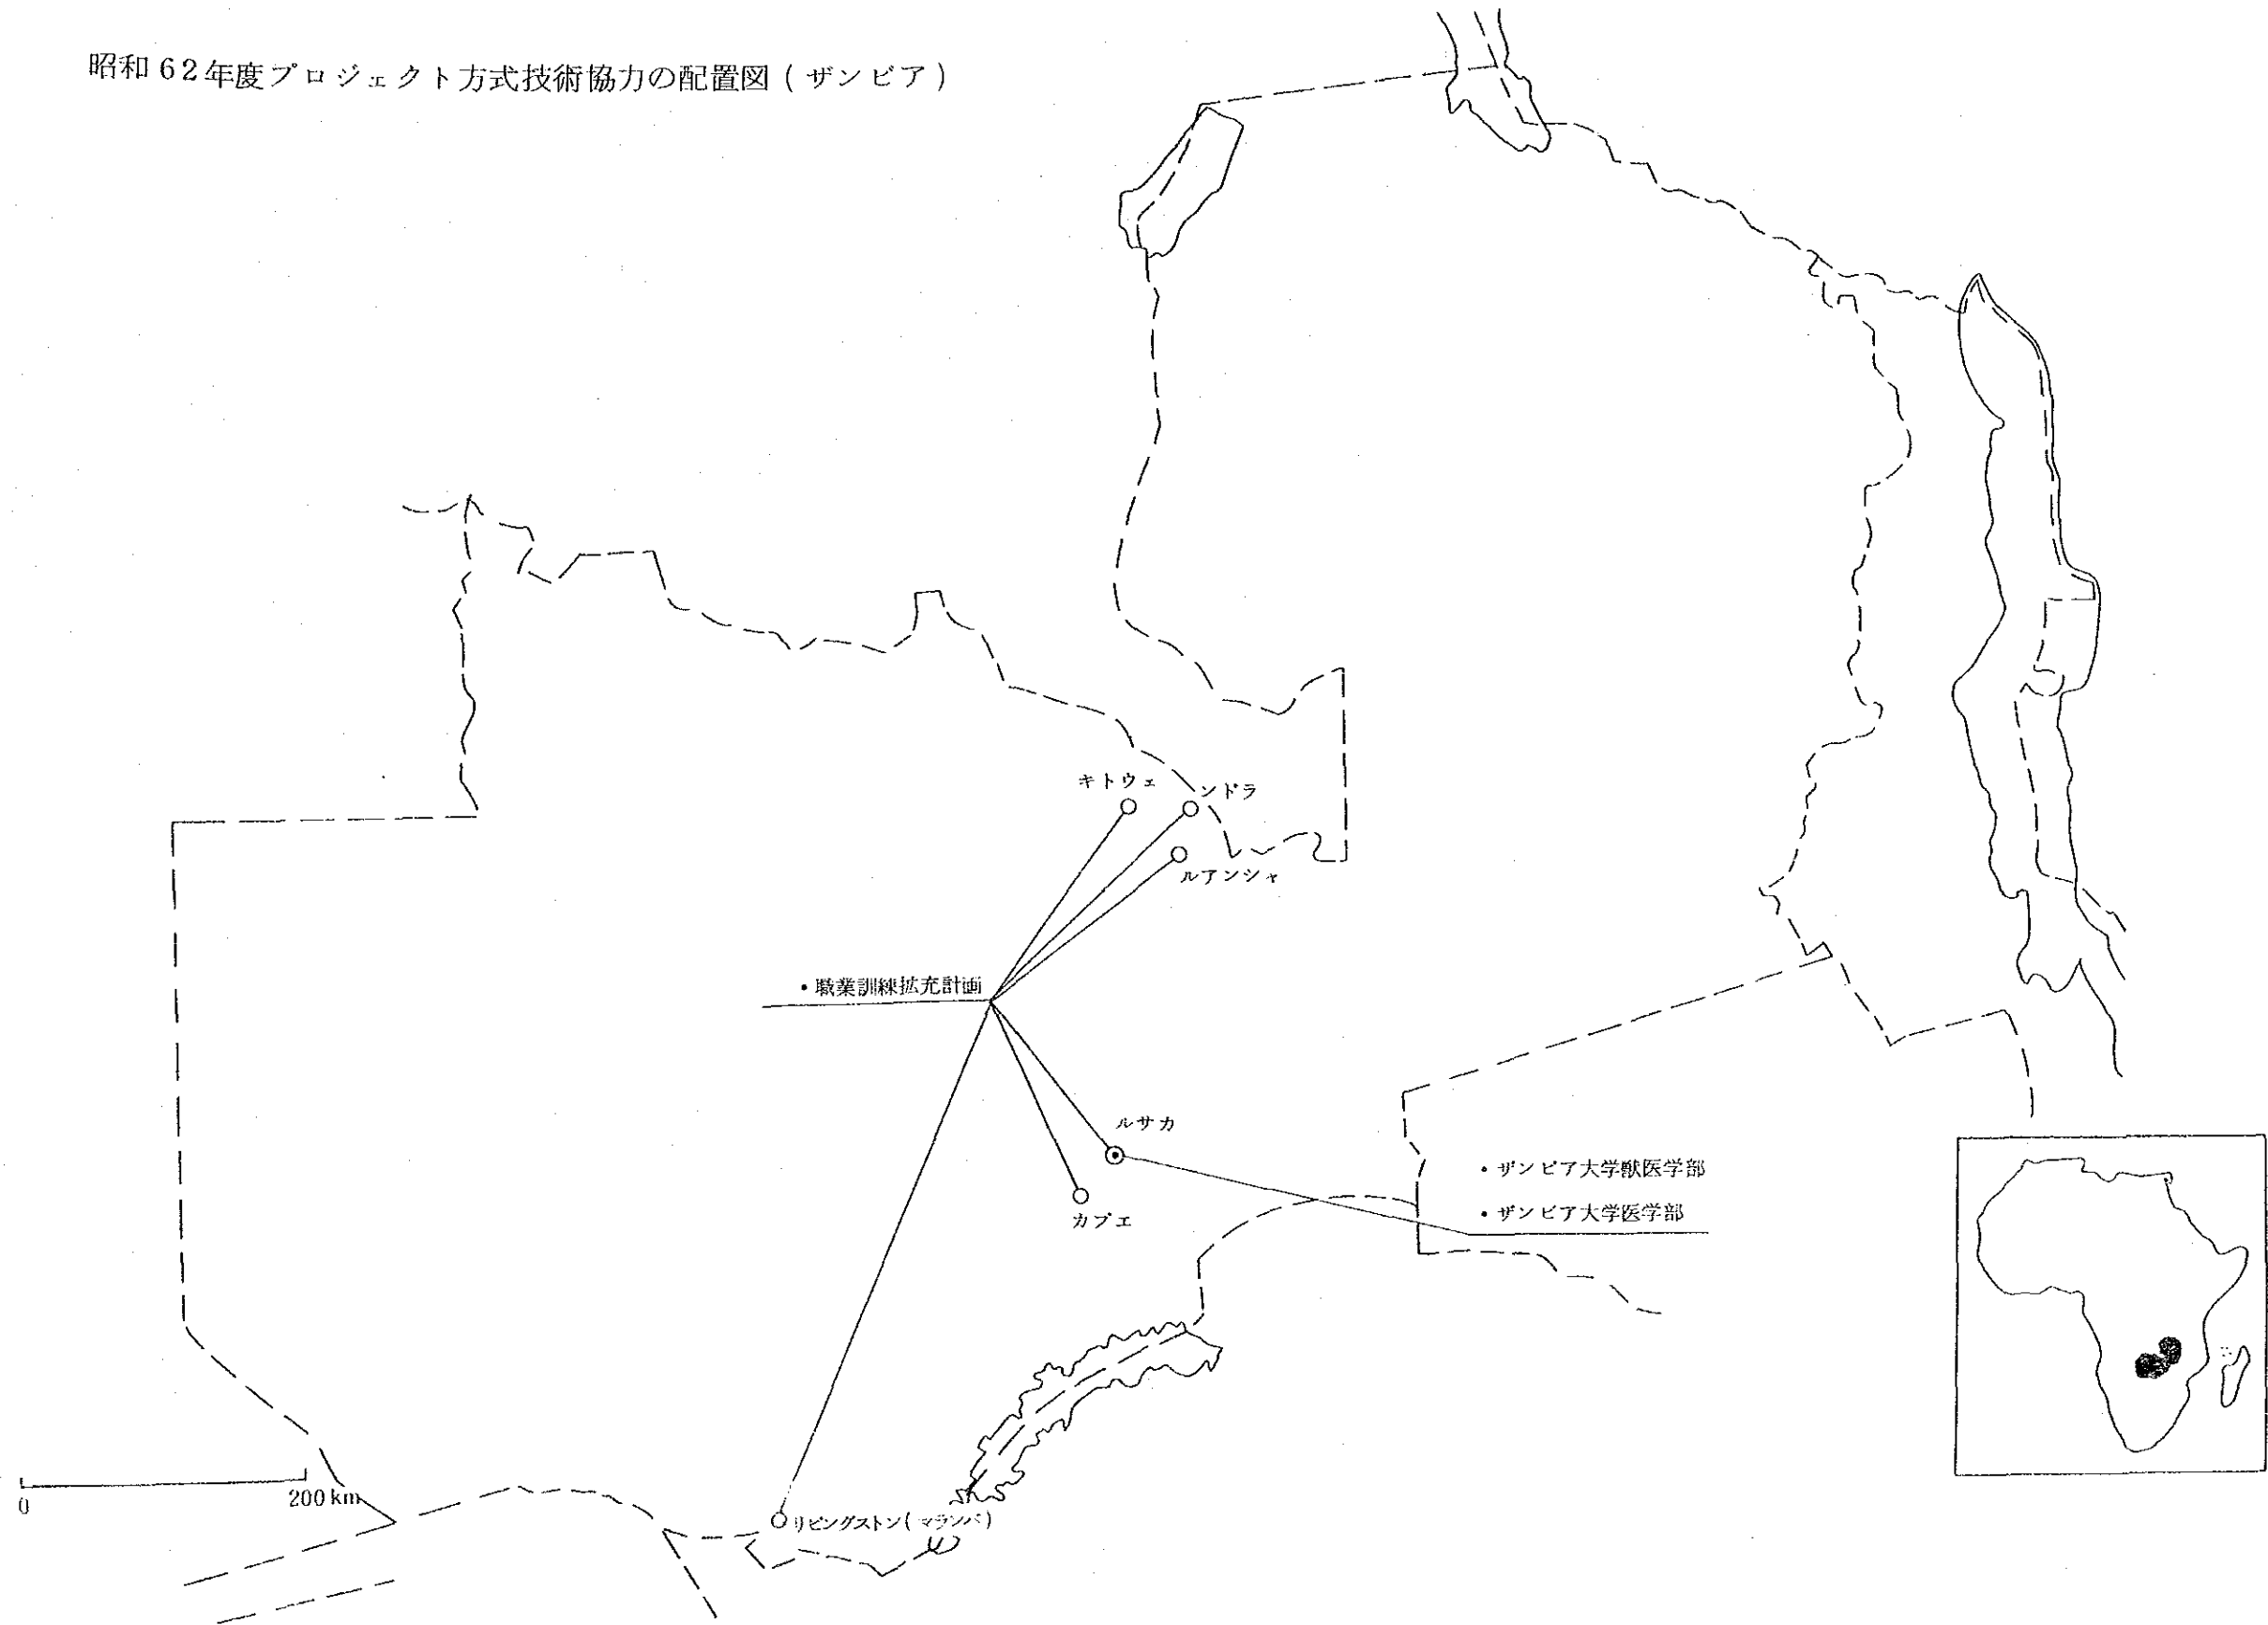 昭和62年度プロジェクト方式技術協力の配置図(ザンビア)
キトウェ
ンドラ
ルアンシャ
・職業訓練拡充計画
ルサカ
カプエ
・ザンビア大学獣医学部
・ザンビア大学医学部
0
200km
リビングストン(マランバ)